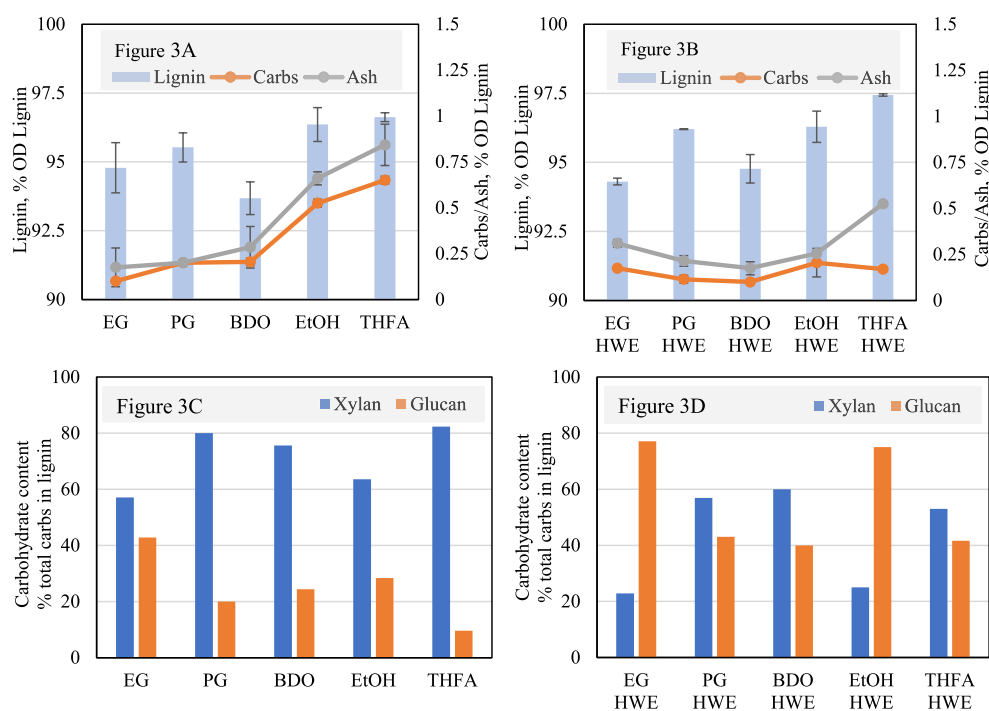 Figure 3A
Lignin Carbs Ash
Lignin, % OD Lignin
100
97.5
95
92.5
90
1.5
1.25
1
0.75
0.5
0.25
0
Carbs/Ash, % OD Lignin
EG PG BDO EtOH THFA
Figure 3B
Lignin Carbs Ash
Lignin, % OD Lignin
100
97.5
95
92.5
90
1.5
1.25
1
0.75
0.5
0.25
0
Carbs/Ash, % OD Lignin
EG PG BDO EtOH THFA
HWE HWE HWE HWE HWE
Figure 3C
Xylan Glucan
Carbohydrate content
% total carbs in lignin
100
80
60
40
20
0
EG PG BDO EtOH THFA
Figure 3D
Xylan Glucan
Carbohydrate content
% total carbs in lignin
100
80
60
40
20
0
EG PG BDO EtOH THFA
HWE HWE HWE HWE HWE